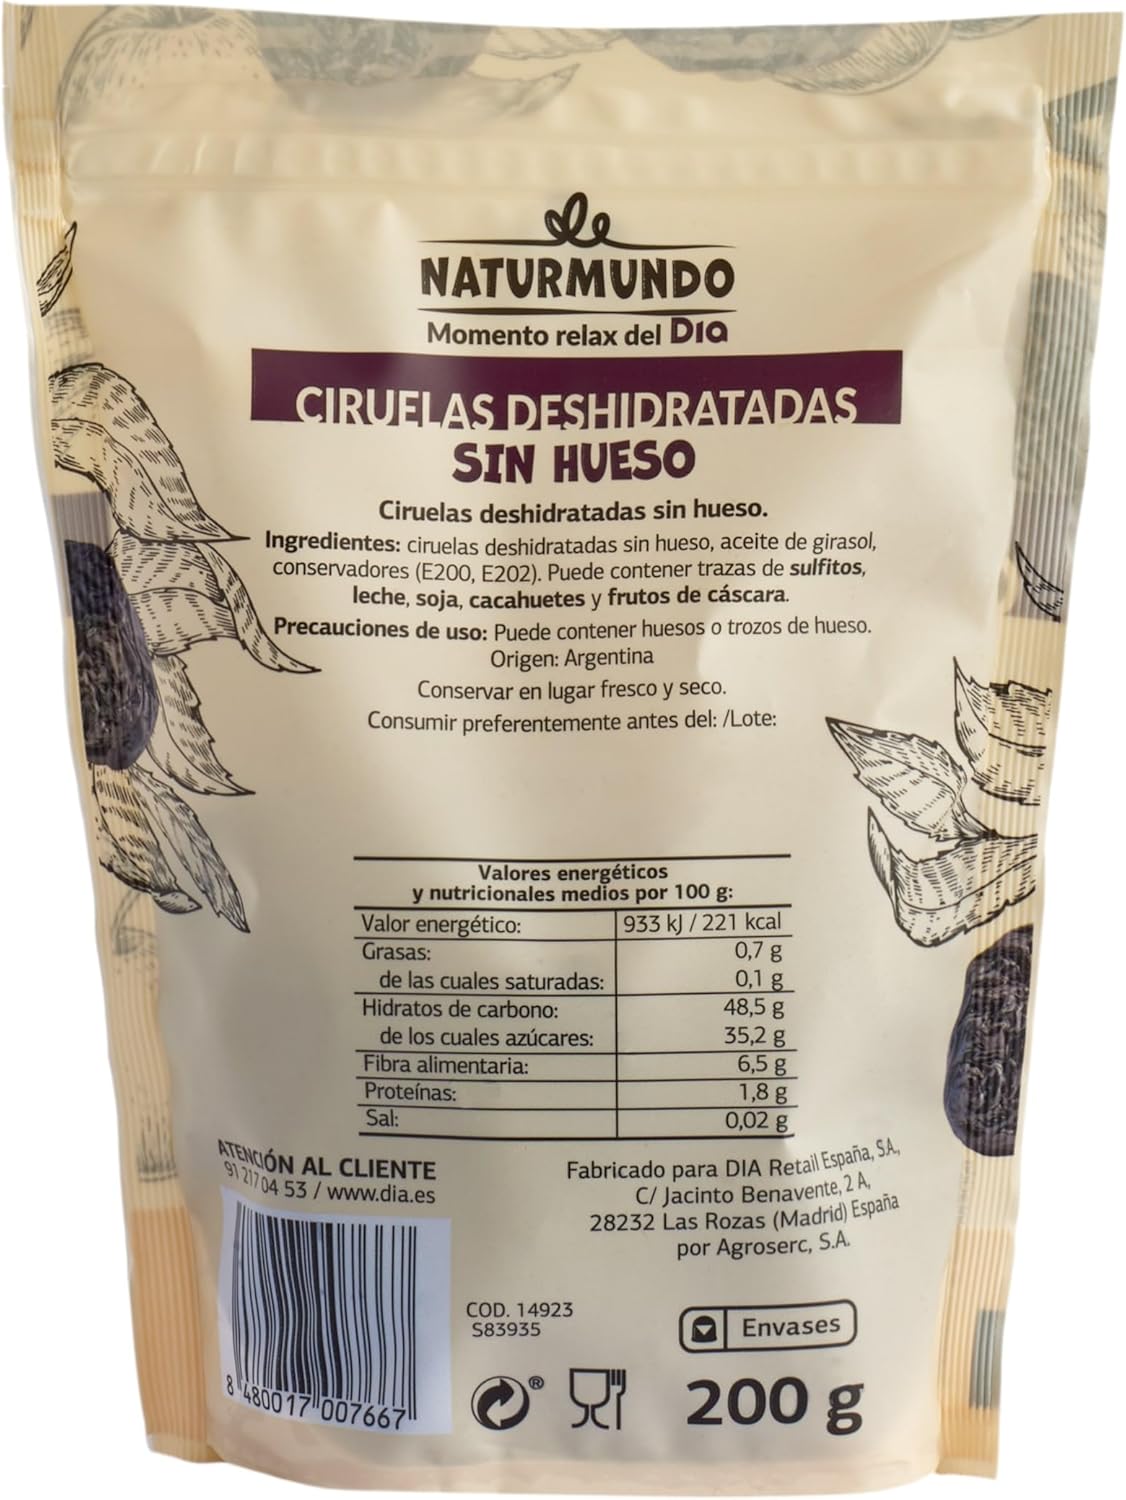 NATURMUNDO
Momento relax del Dia
CIRUELAS DESHIDRATADAS
SIN HUESO
Ciruelas deshidratadas sin hueso.
Ingredientes: ciruelas deshidratadas sin hueso, aceite de girasol,
conservadores (E200, E202). Puede contener trazas de sulfitos,
leche, soja, cacahuetes y frutos de cáscara.
Precauciones de uso: Puede contener huesos o trozos de hueso.
Origen: Argentina
Conservar en lugar fresco y seco.
Consumir preferentemente antes del: /Lote:
Valores energéticos
y nutricionales medios por 100 g:
Valor energético: 933 kJ / 221 kcal
Grasas: 0,7 g
de las cuales saturadas: 0,1 g
Hidratos de carbono: 48,5 g
de los cuales azúcares: 35,2 g
Fibra alimentaria: 6,5 g
Proteínas: 1,8 g
Sal: 0,02 g
ATENCIÓN AL CLIENTE
91 217 04 53 / www.dia.es
Fabricado para DIA Retail España, S.A.,
C/ Jacinto Benavente, 2 A,
28232 Las Rozas (Madrid) España
por Agroserc, S.A.
8 480017 007667
COD. 14923
S83935
Envases
®
200 g